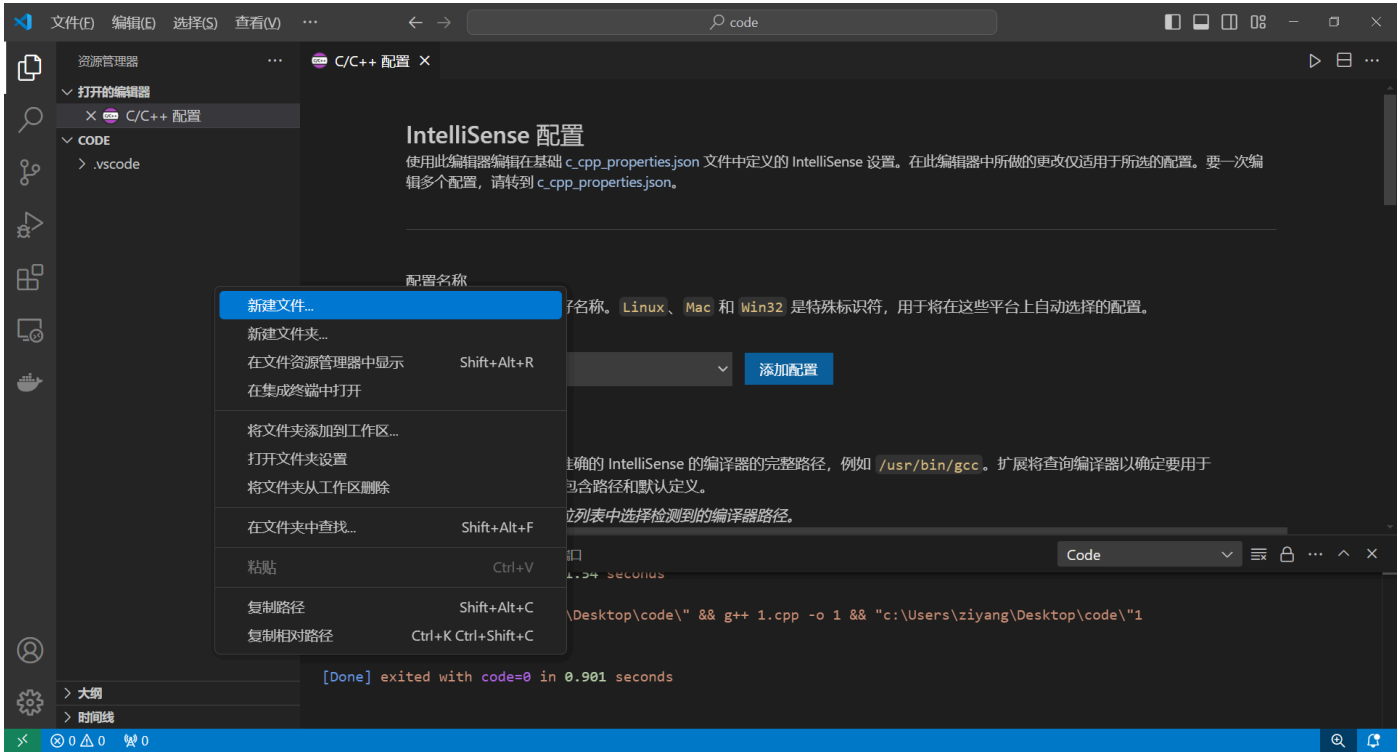 文件(F) 编辑(E) 选择(S) 查看(V) ··· code
资源管理器 ···
C/C++ 配置
打开的编辑器
C/C++ 配置
CODE
.vscode
IntelliSense 配置
使用此编辑器编辑在基础 c_cpp_properties.json 文件中定义的 IntelliSense 设置。在此编辑器中所做的更改仅适用于所选的配置。要一次编
辑多个配置，请转到 c_cpp_properties.json。
配置名称
名称。 Linux、 Mac 和 Win32 是特殊标识符，用于将在这些平台上自动选择的配置。
添加配置
新建文件...
新建文件夹...
在文件资源管理器中显示 Shift+Alt+R
在集成终端中打开
将文件夹添加到工作区...
打开文件夹设置
将文件夹从工作区删除
在文件夹中查找... Shift+Alt+F
粘贴 Ctrl+V
复制路径 Shift+Alt+C
复制相对路径 Ctrl+K Ctrl+Shift+C
准确的 IntelliSense 的编译器的完整路径，例如 /usr/bin/gcc。扩展将查询编译器以确定要用于
包含路径和默认定义。
列表中选择检测到的编译器路径。
口
Code
1.54 seconds
\Desktop\code\" && g++ 1.cpp -o 1 && "c:\Users\ziyang\Desktop\code\"1
[Done] exited with code=0 in 0.901 seconds
大纲
时间线
0 0 0